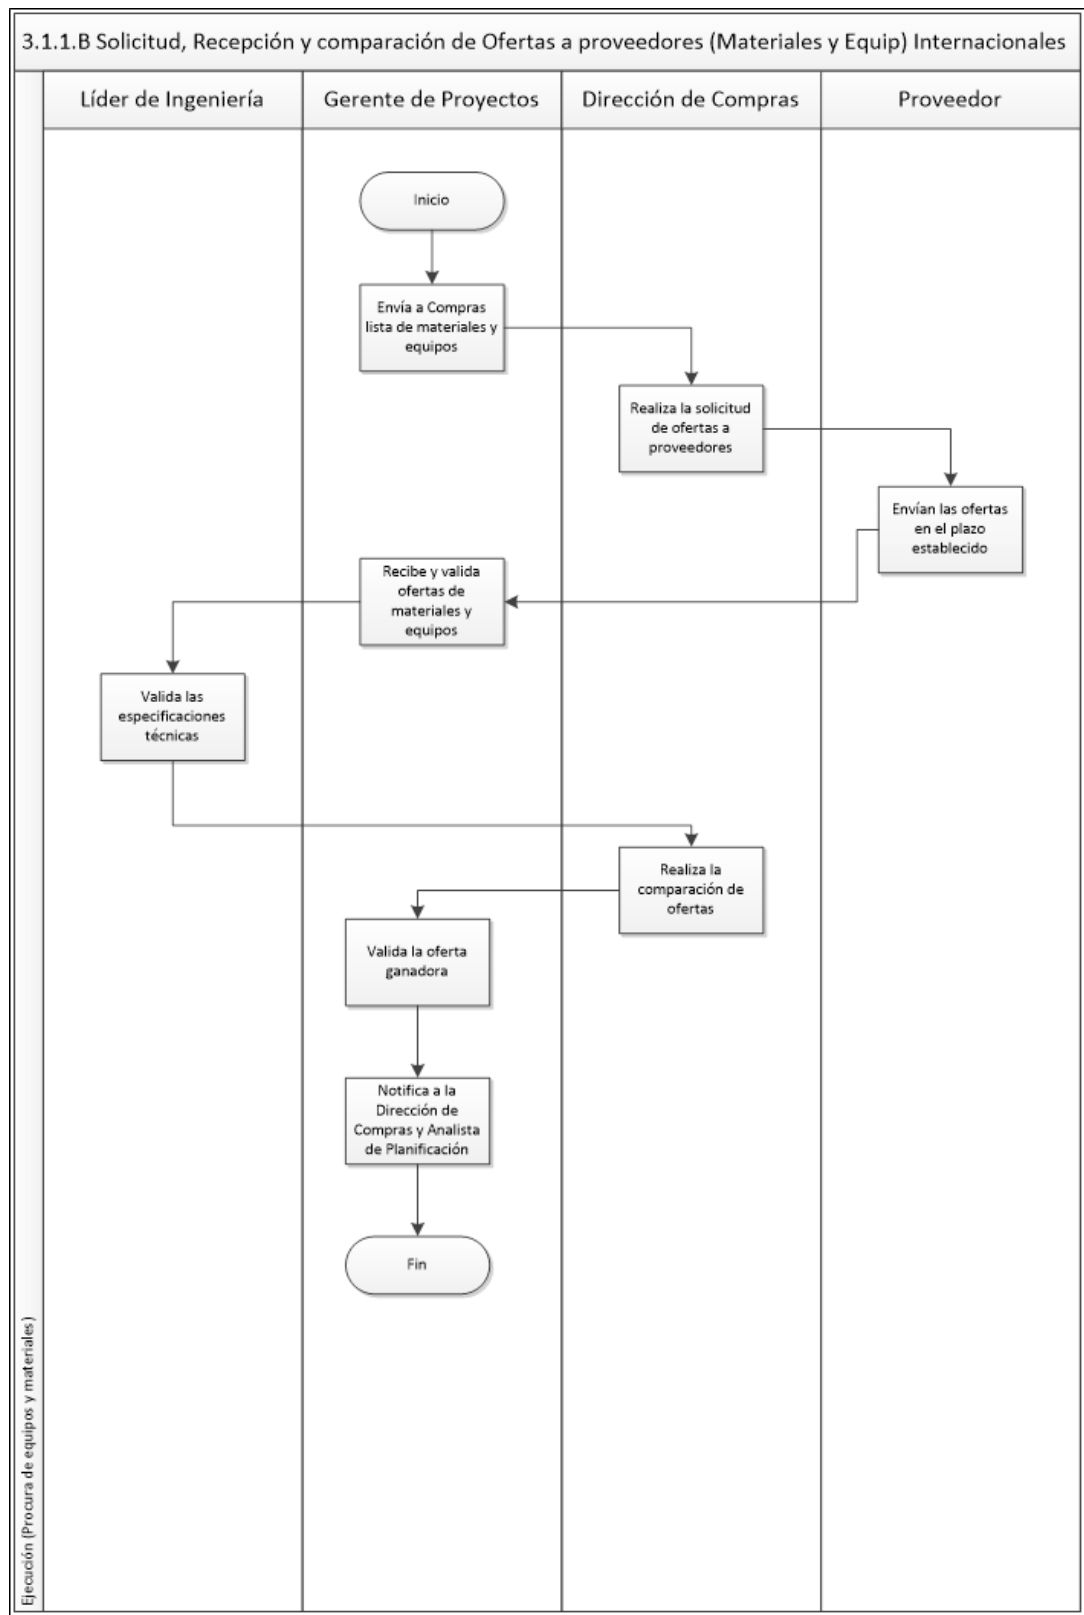 3.1.1.B Solicitud, Recepción y comparación de Ofertas a proveedores (Materiales y Equip) Internacionales
Líder de Ingeniería
Gerente de Proyectos
Dirección de Compras
Proveedor
Inicio
Envía a Compras
lista de materiales y
equipos
Realiza la solicitud
de ofertas a
proveedores
Envían las ofertas
en el plazo
establecido
Recibe y valida
ofertas de
materiales y
equipos
Valida las
especificaciones
técnicas
Realiza la
comparación de
ofertas
Valida la oferta
ganadora
Notifica a la
Dirección de
Compras y Analista
de Planificación
Fin
Ejecución (Procura de equipos y materiales)